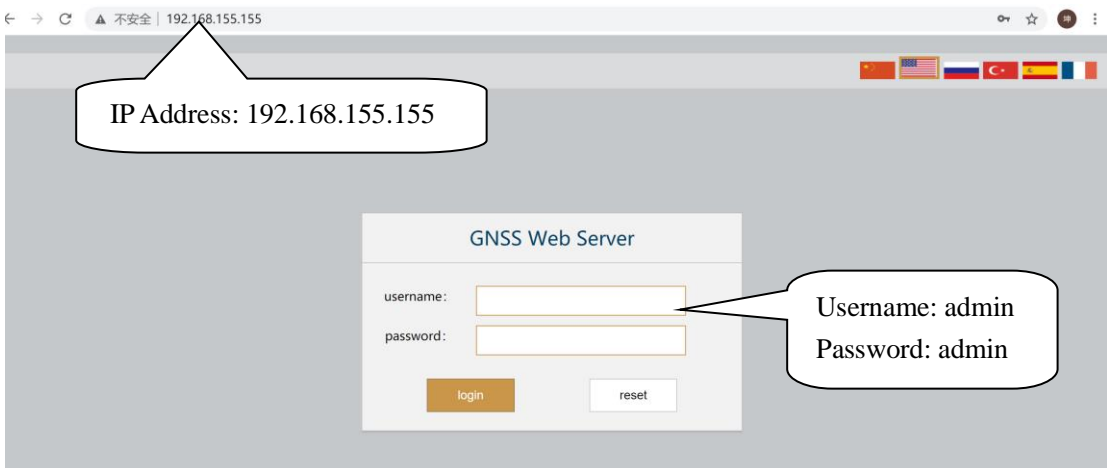 不安全 | 192.168.155.155
坤
IP Address: 192.168.155.155
GNSS Web Server
username:
Username: admin
password:
Password: admin
login
reset